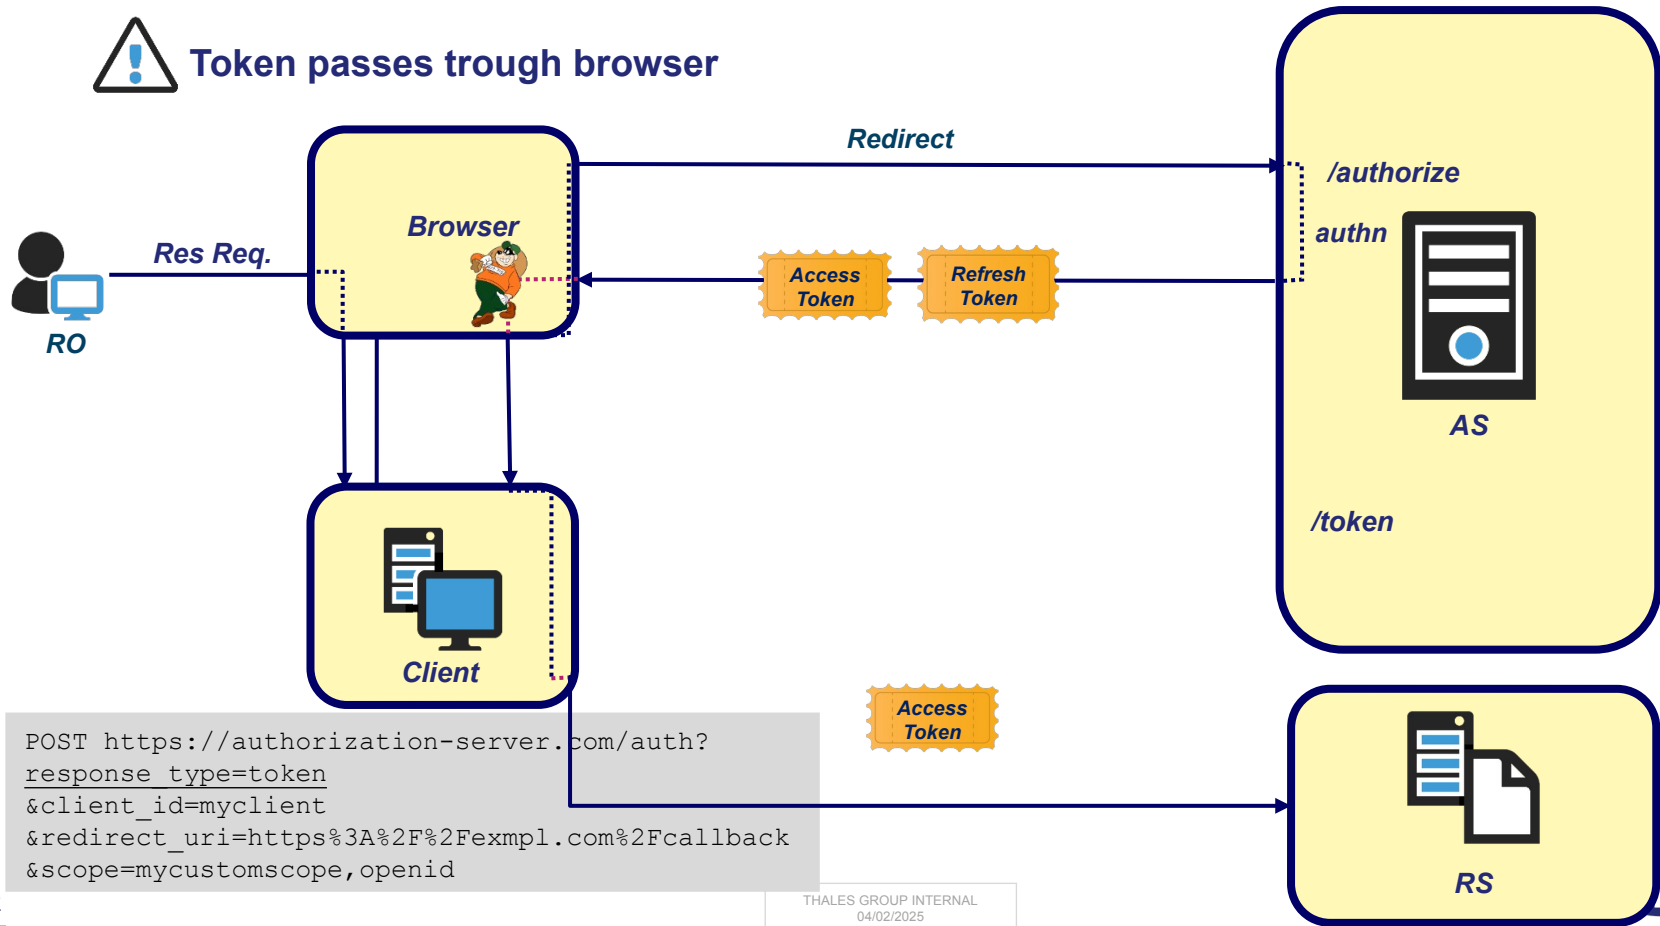 Token passes trough browser
Redirect
/authorize
Browser
authn
Res Req.
Access
Token
Refresh
Token
RO
AS
/token
Client
Access
Token
POST https://authorization-server.com/auth?
response_type=token
&client_id=myclient
&redirect_uri=https%3A%2F%2Fexmpl.com%2Fcallback
&scope=mycustomscope,openid
RS
THALES GROUP INTERNAL
04/02/2025